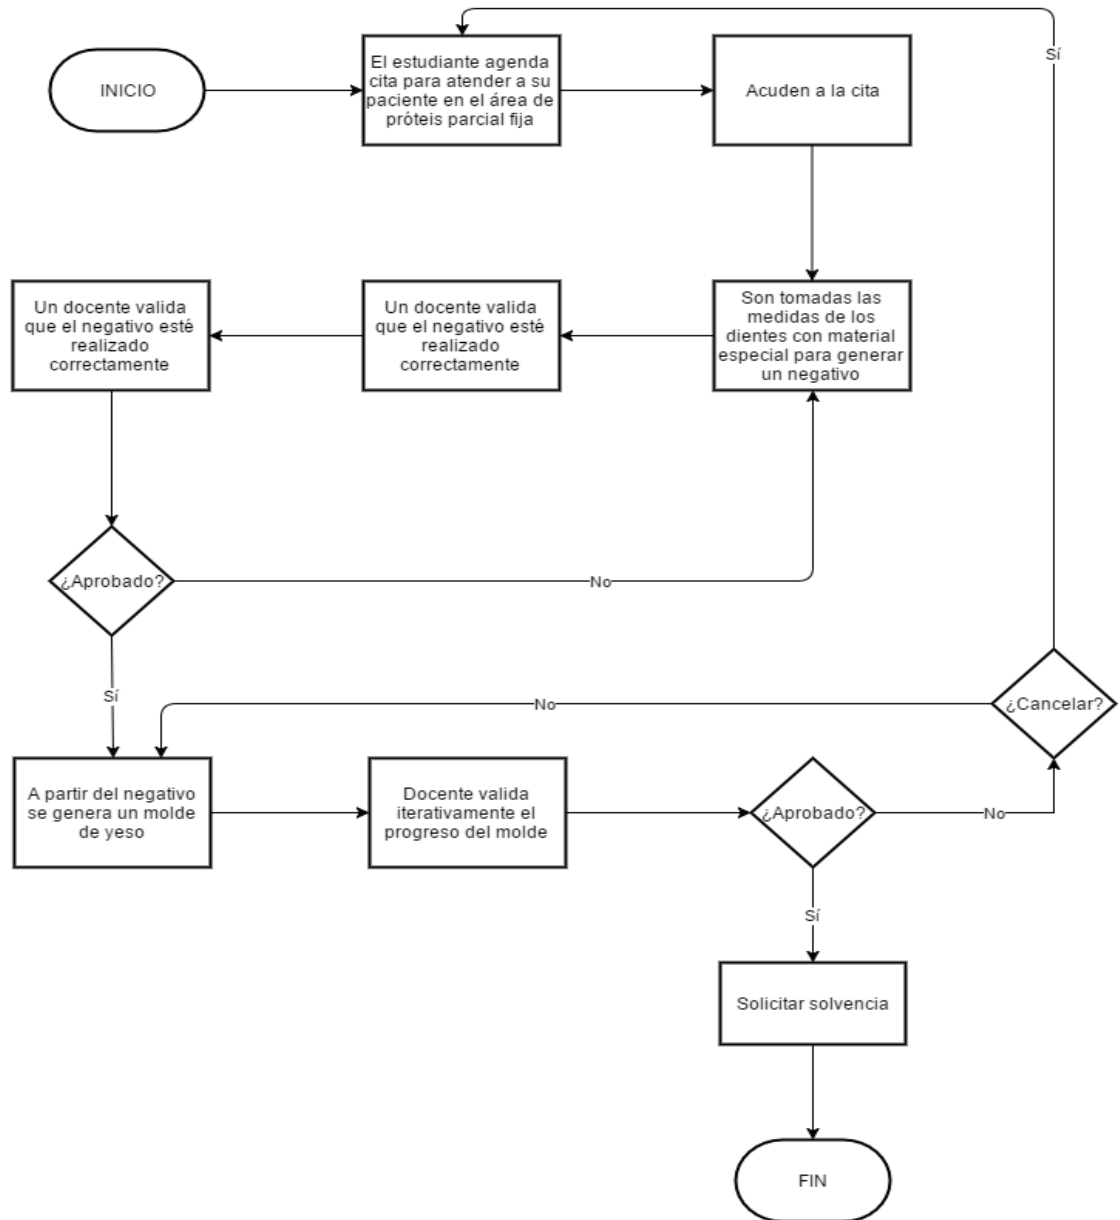 Sí
INICIO
El estudiante agenda
cita para atender a su
paciente en el área de
próteis parcial fija
Acuden a la cita
Un docente valida
que el negativo esté
realizado
correctamente
Un docente valida
que el negativo esté
realizado
correctamente
Son tomadas las
medidas de los
dientes con material
especial para generar
un negativo
¿Aprobado?
No
Sí
No
¿Cancelar?
A partir del negativo
se genera un molde
de yeso
Docente valida
iterativamente el
progreso del molde
¿Aprobado?
No
Sí
Solicitar solvencia
FIN